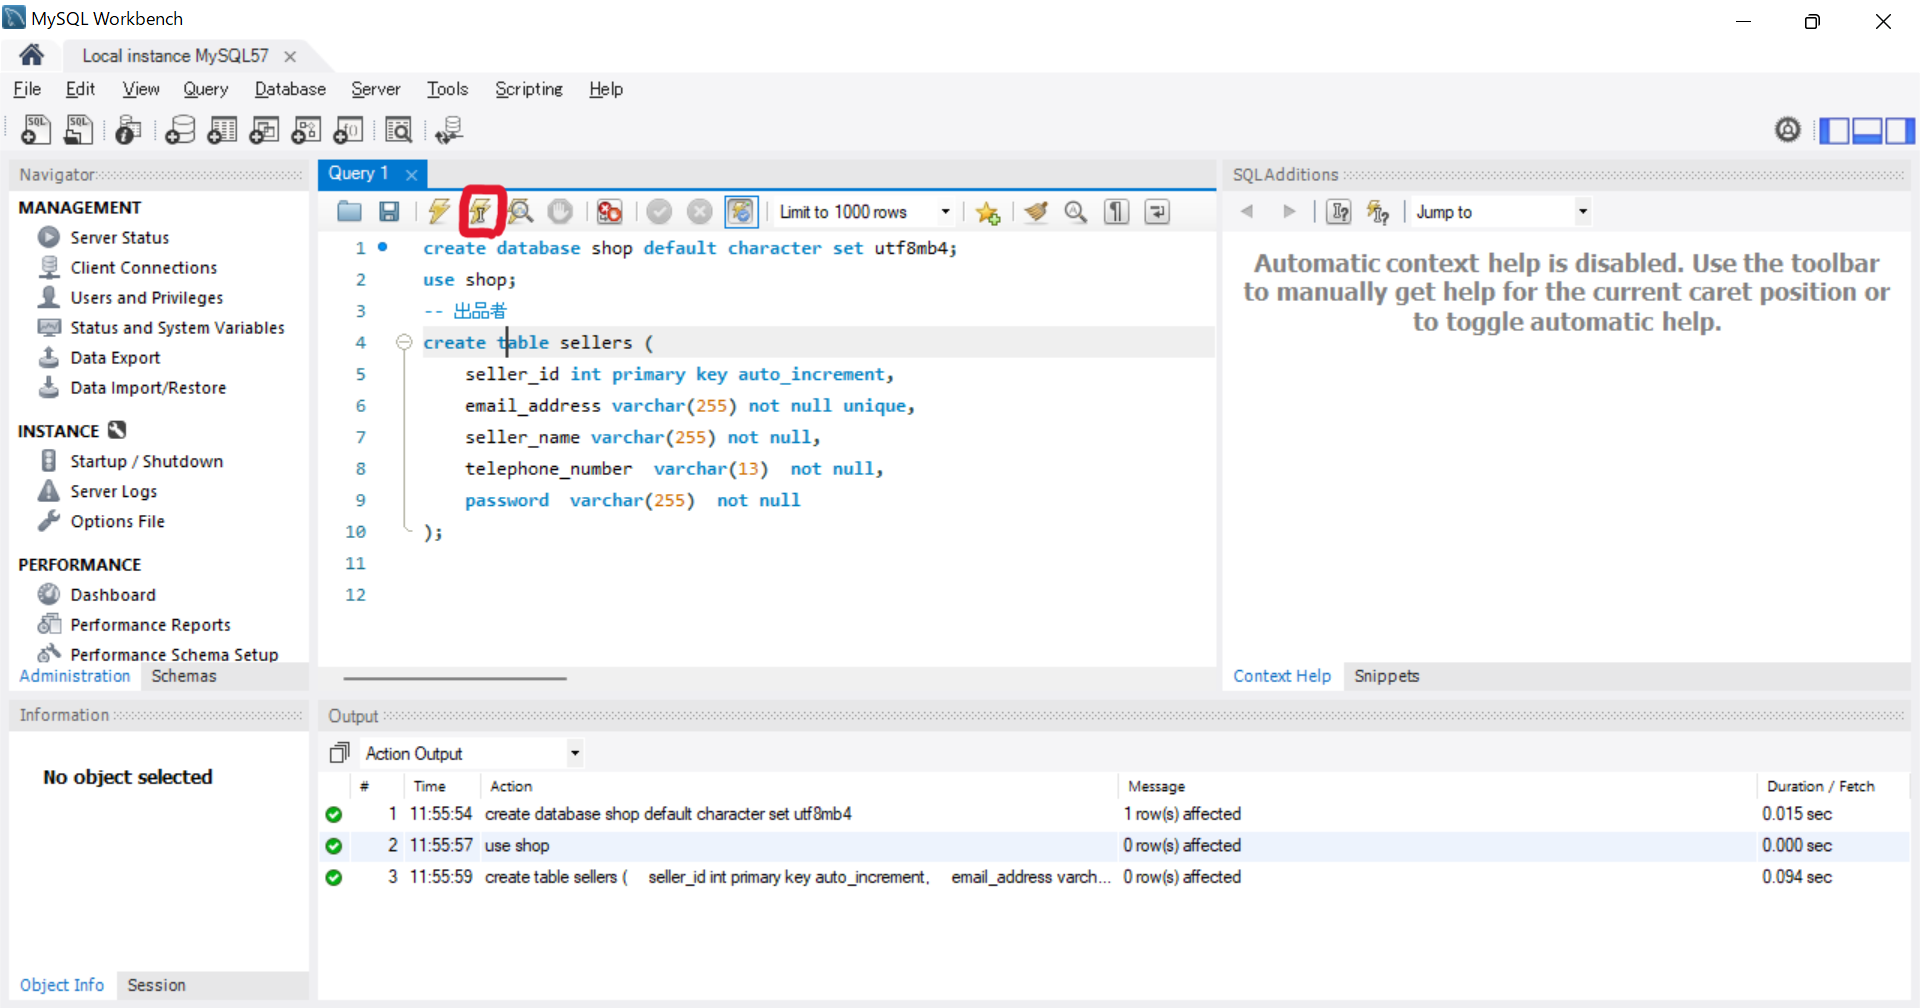 MySQL Workbench
Local instance MySQL57
File Edit View Query Database Server Tools Scripting Help
Navigator
MANAGEMENT
Server Status
Client Connections
Users and Privileges
Status and System Variables
Data Export
Data Import/Restore
INSTANCE
Startup / Shutdown
Server Logs
Options File
PERFORMANCE
Dashboard
Performance Reports
Performance Schema Setup
Administration Schemas
Query 1
Limit to 1000 rows
1 create database shop default character set utf8mb4;
2 use shop;
3 -- 出品者
4 create table sellers (
5 seller_id int primary key auto_increment,
6 email_address varchar(255) not null unique,
7 seller_name varchar(255) not null,
8 telephone_number  varchar(13)  not null,
9 password  varchar(255)  not null
10 );
11
12
SQLAdditions
Jump to
Automatic context help is disabled. Use the toolbar
to manually get help for the current caret position or
to toggle automatic help.
Context Help Snippets
Information
No object selected
Object Info Session
Output
Action Output
# Time Action Message Duration / Fetch
1 11:55:54 create database shop default character set utf8mb4 1 row(s) affected 0.015 sec
2 11:55:57 use shop 0 row(s) affected 0.000 sec
3 11:55:59 create table sellers ( seller_id int primary key auto_increment, email_address varch... 0 row(s) affected 0.094 sec